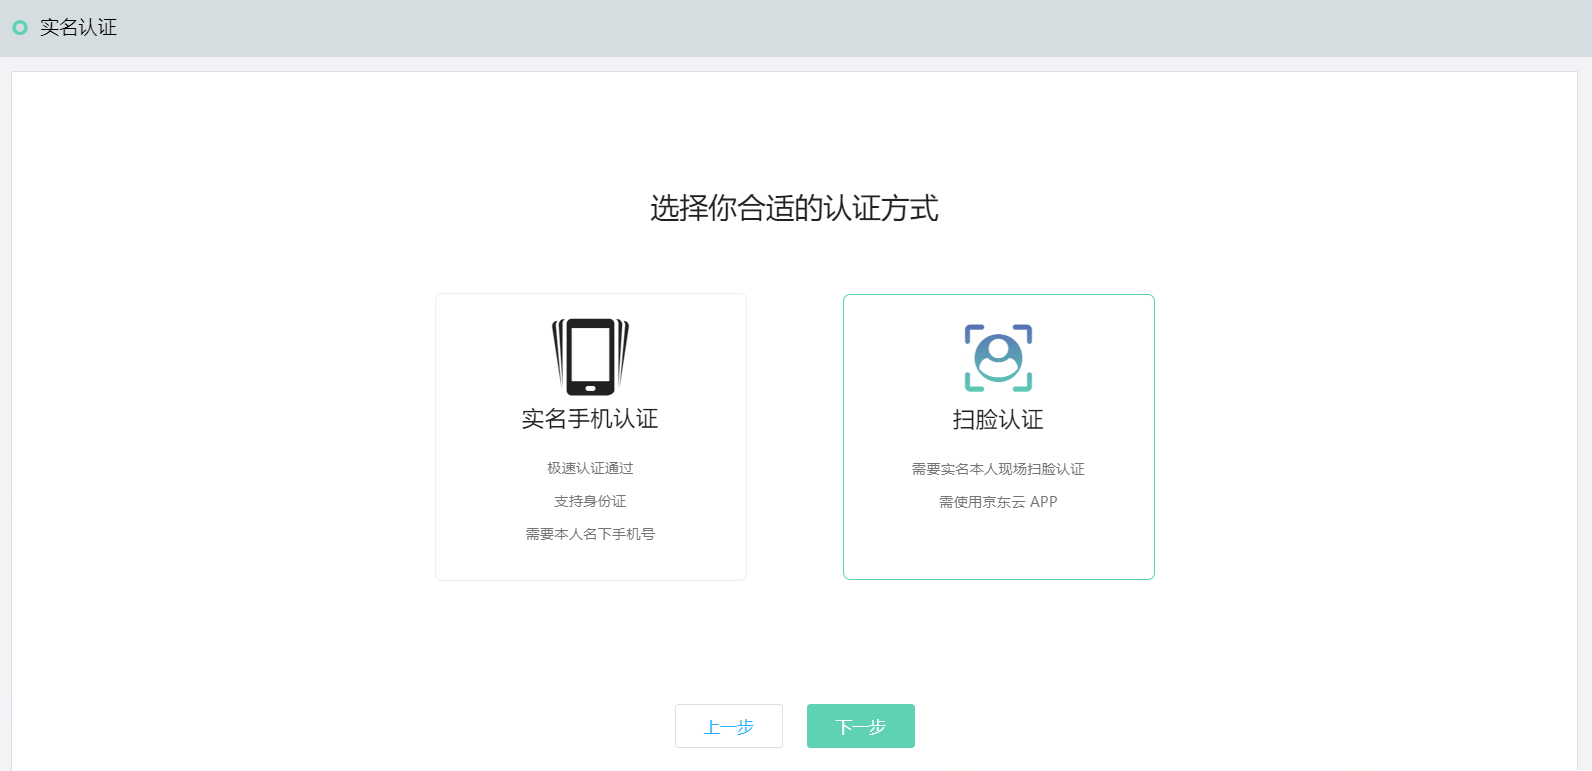 实名认证
选择你合适的认证方式
实名手机认证
极速认证通过
支持身份证
需要本人名下手机号
扫脸认证
需要实名本人现场扫脸认证
需使用京东云 APP
上一步
下一步